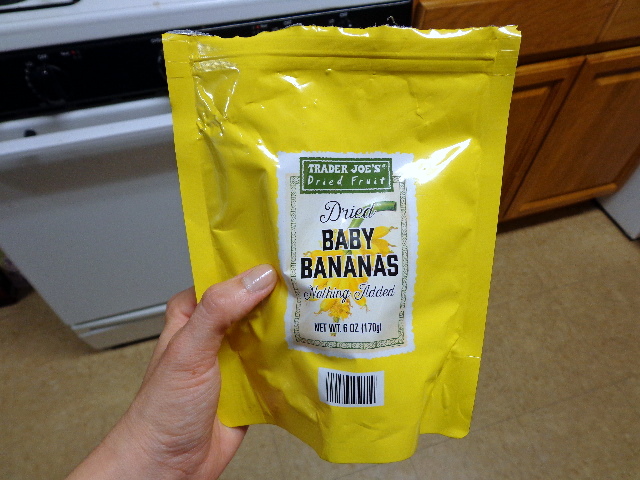 TRADER JOE'S®
Dried Fruit
Dried
BABY
BANANAS
Nothing Added
NET WT. 6 OZ (170g)